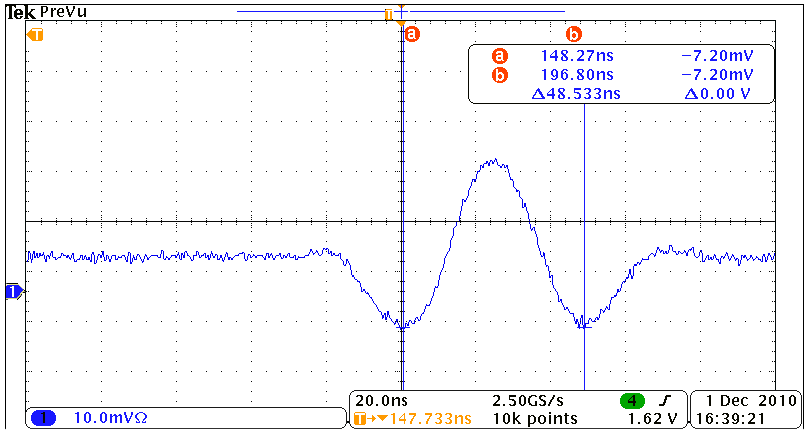 Tek PreVu
T
T
a b
a 148.27ns −7.20mV
b 196.80ns −7.20mV
Δ48.533ns Δ0.00 V
1
1 10.0mVΩ
20.0ns 2.50GS/s 4
T→▼147.733ns 10k points 1.62 V
1 Dec 2010
16:39:21